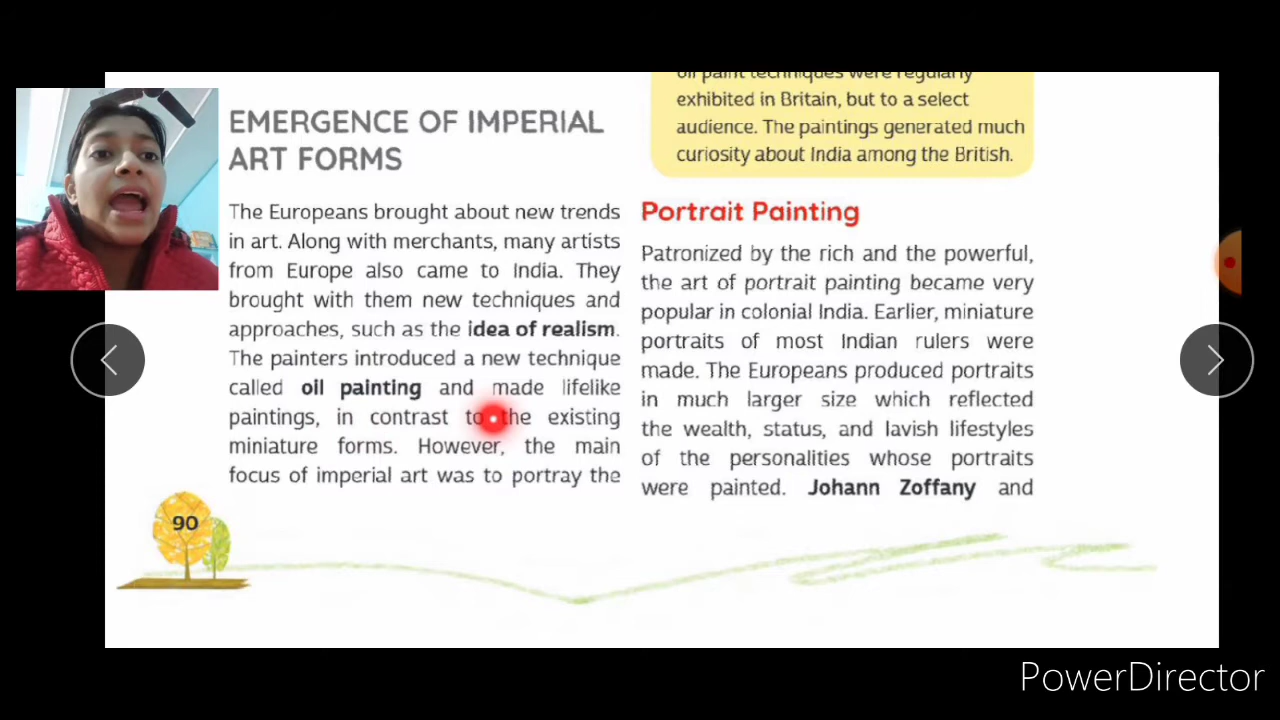 EMERGENCE OF IMPERIAL
ART FORMS
The Europeans brought about new trends
in art. Along with merchants, many artists
from Europe also came to India. They
brought with them new techniques and
approaches, such as the idea of realism.
The painters introduced a new technique
called oil painting and made lifelike
paintings, in contrast to the existing
miniature forms. However, the main
focus of imperial art was to portray the
90
oil paint techniques were regularly
exhibited in Britain, but to a select
audience. The paintings generated much
curiosity about India among the British.
Portrait Painting
Patronized by the rich and the powerful,
the art of portrait painting became very
popular in colonial India. Earlier, miniature
portraits of most Indian rulers were
made. The Europeans produced portraits
in much larger size which reflected
the wealth, status, and lavish lifestyles
of the personalities whose portraits
were painted. Johann Zoffany and
PowerDirector